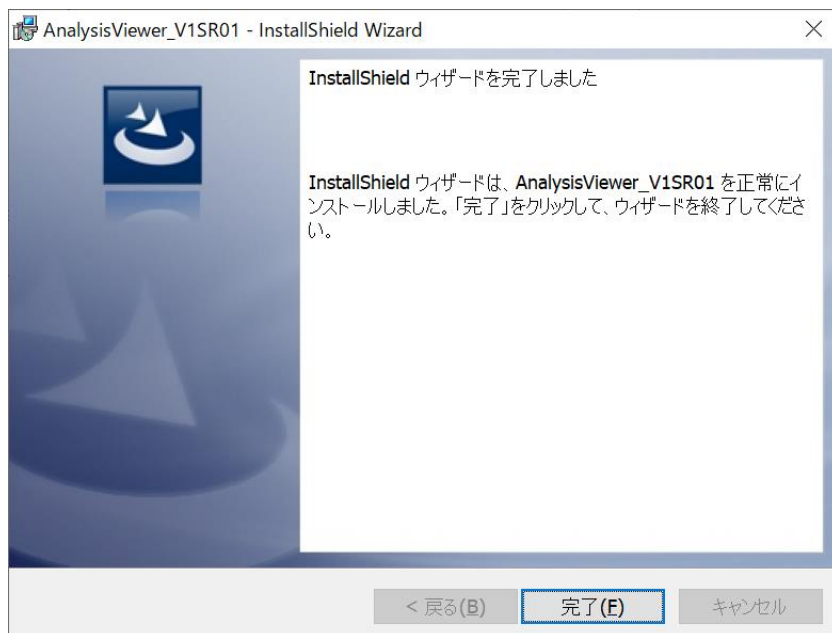 AnalysisViewer_V1SR01 - InstallShield Wizard
InstallShield ウィザードを完了しました
InstallShield ウィザードは、AnalysisViewer_V1SR01 を正常にイ
ンストールしました。「完了」をクリックして、ウィザードを終了してくださ
い。
< 戻る(B)
完了(F)
キャンセル